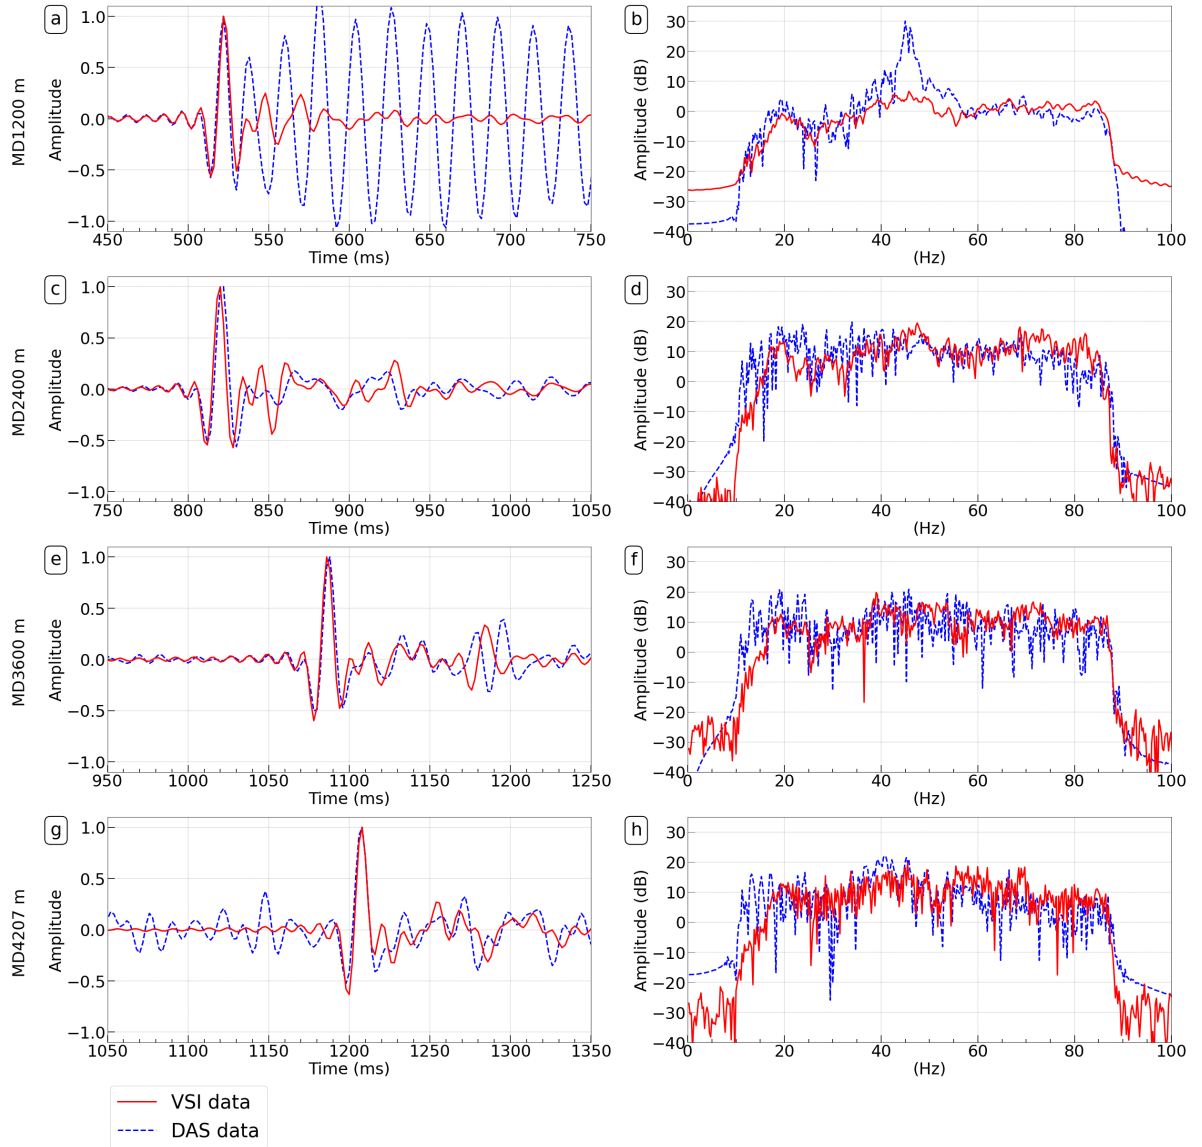 a
MD1200 m
Amplitude
1.0
0.5
0.0
−0.5
−1.0
450 500 550 600 650 700 750
Time (ms)
b
Amplitude (dB)
30
20
10
0
−10
−20
−30
−40
0 20 40 60 80 100
(Hz)
c
MD2400 m
Amplitude
1.0
0.5
0.0
−0.5
−1.0
750 800 850 900 950 1000 1050
Time (ms)
d
Amplitude (dB)
30
20
10
0
−10
−20
−30
−40
0 20 40 60 80 100
(Hz)
e
MD3600 m
Amplitude
1.0
0.5
0.0
−0.5
−1.0
950 1000 1050 1100 1150 1200 1250
Time (ms)
f
Amplitude (dB)
30
20
10
0
−10
−20
−30
−40
0 20 40 60 80 100
(Hz)
g
MD4207 m
Amplitude
1.0
0.5
0.0
−0.5
−1.0
1050 1100 1150 1200 1250 1300 1350
Time (ms)
h
Amplitude (dB)
30
20
10
0
−10
−20
−30
−40
0 20 40 60 80 100
(Hz)
VSI data
DAS data